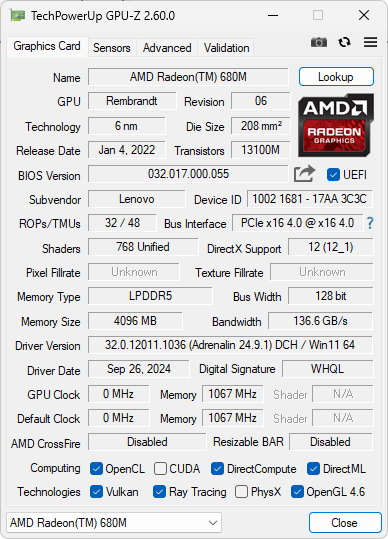 TechPowerUp GPU-Z 2.60.0
Graphics Card Sensors Advanced Validation
Name AMD Radeon(TM) 680M Lookup
GPU Rembrandt Revision 06
AMD RADEON GRAPHICS
Technology 6 nm Die Size 208 mm²
Release Date Jan 4, 2022 Transistors 13100M
BIOS Version 032.017.000.055 UEFI
Subvendor Lenovo Device ID 1002 1681 - 17AA 3C3C
ROPs/TMUs 32 / 48 Bus Interface PCIe x16 4.0 @ x16 4.0 ?
Shaders 768 Unified DirectX Support 12 (12_1)
Pixel Fillrate Unknown Texture Fillrate Unknown
Memory Type LPDDR5 Bus Width 128 bit
Memory Size 4096 MB Bandwidth 136.6 GB/s
Driver Version 32.0.12011.1036 (Adrenalin 24.9.1) DCH / Win11 64
Driver Date Sep 26, 2024 Digital Signature WHQL
GPU Clock 0 MHz Memory 1067 MHz Shader N/A
Default Clock 0 MHz Memory 1067 MHz Shader N/A
AMD CrossFire Disabled Resizable BAR Disabled
Computing OpenCL CUDA DirectCompute DirectML
Technologies Vulkan Ray Tracing PhysX OpenGL 4.6
AMD Radeon(TM) 680M Close